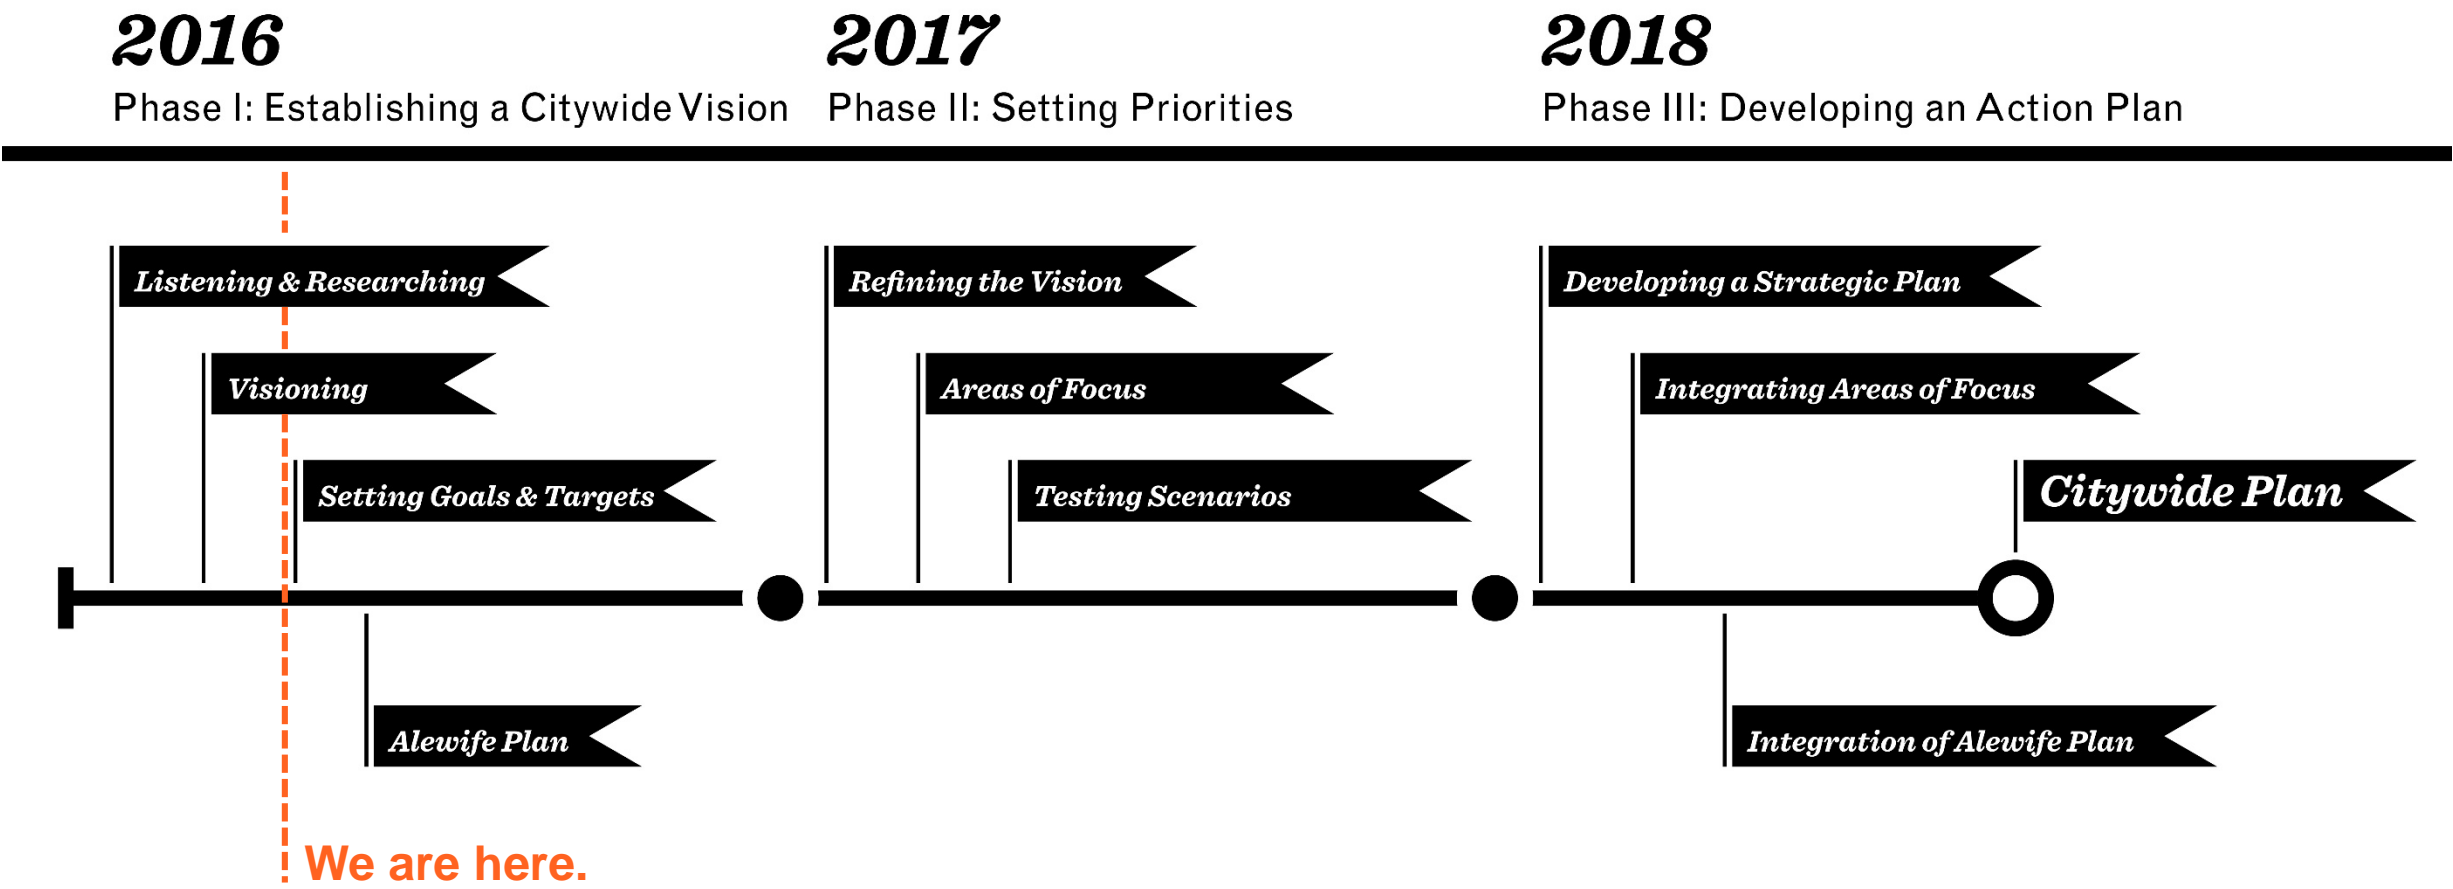 2016
Phase I: Establishing a Citywide Vision
2017
Phase II: Setting Priorities
2018
Phase III: Developing an Action Plan
Listening & Researching
Visioning
Setting Goals & Targets
Alewife Plan
We are here.
Refining the Vision
Areas of Focus
Testing Scenarios
Developing a Strategic Plan
Integrating Areas of Focus
Citywide Plan
Integration of Alewife Plan